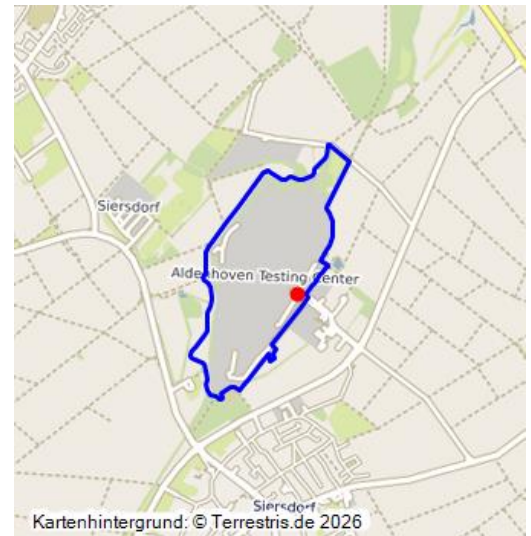 Siersdorf
Aldenhoven Testing Center
Siersdorf
Kartenhintergrund: © Terrestris.de 2026